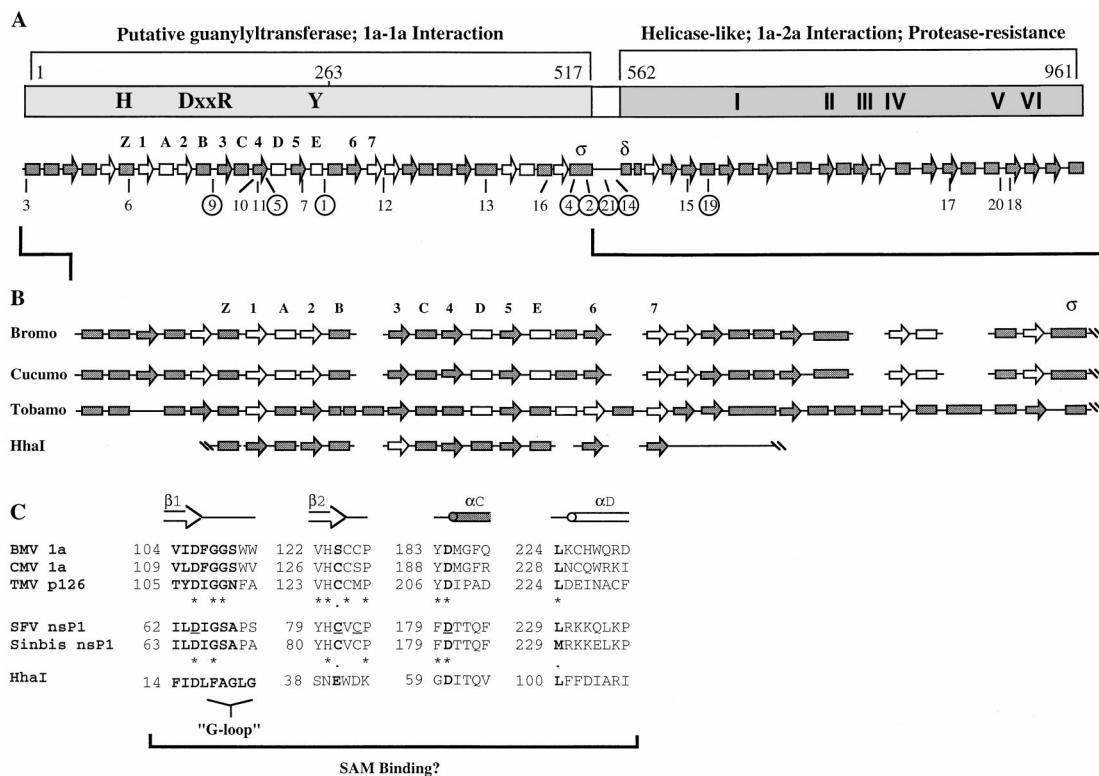 A
Putative guanylyltransferase; 1a-1a Interaction
Helicase-like; 1a-2a Interaction; Protease-resistance
1 263 517 562 961
H DxxR Y I II III IV V VI
Z 1 A 2 B 3 C 4 D 5 E 6 7 σ δ
3 6 9 10 11 5 7 1 12 13 16 4 2 21 14 15 19 17 20 18
B
Z 1 A 2 B 3 C 4 D 5 E 6 7 σ
Bromo
Cucumo
Tobamo
HhaI
C
β1 β2 αC αD
BMV 1a 104 VIDFGGSWW 122 VHSCCP 183 YDMGFQ 224 LKCHWQRD
CMV 1a 109 VLDFGGSWV 126 VHCCSP 188 YDMGFR 228 LNCQWRKI
TMV p126 105 TYDIGGNFA 123 VHCCMP 206 YDIPAD 224 LDEINACF
* ** **.* * ** *
SFV nsP1 62 ILDIGSAPS 79 YHCVCP 179 FDTTQF 229 LRKKQLKP
Sinbis nsP1 63 ILDIGSAPA 80 YHCVCP 179 FDTTQF 229 MRKKELKP
* * *. * ** .
HhaI 14 FIDLFAGLG 38 SNEWDK 59 GDITQV 100 LFFDIARI
"G-loop"
SAM Binding?